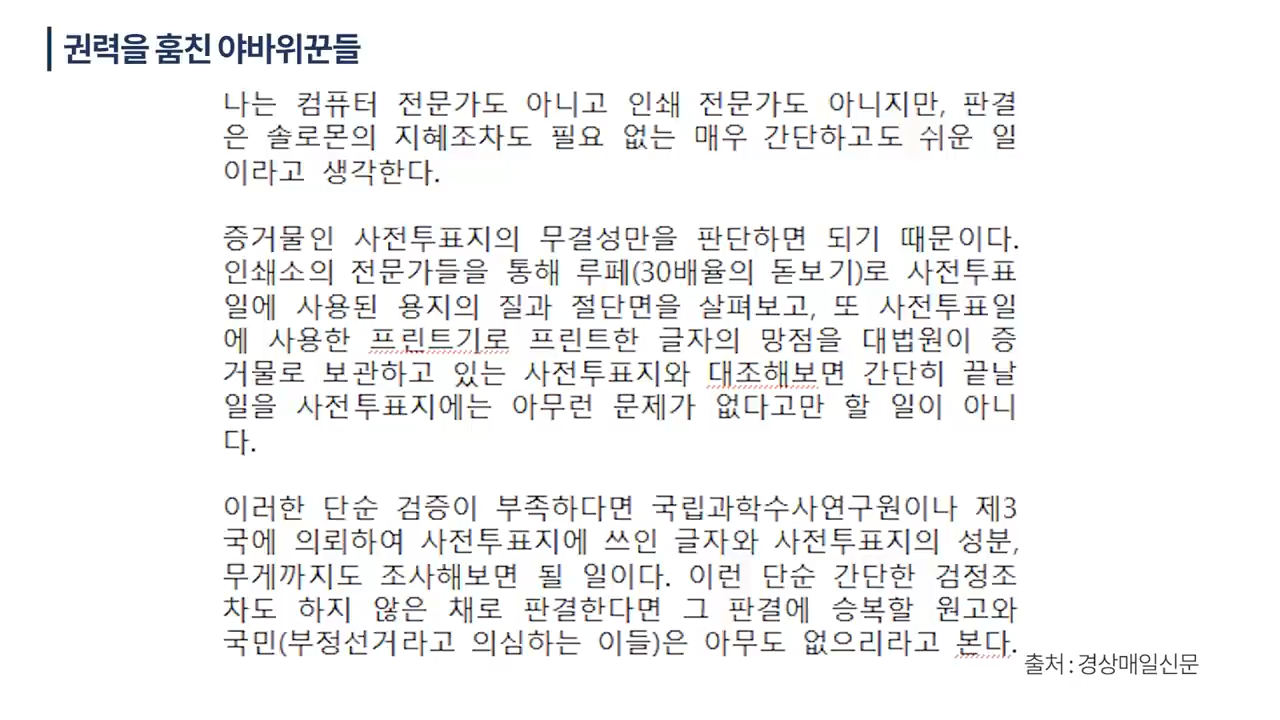 권력을 훔친 야바위꾼들
나는 컴퓨터 전문가도 아니고 인쇄 전문가도 아니지만, 판결
은 솔로몬의 지혜조차도 필요 없는 매우 간단하고도 쉬운 일
이라고 생각한다.
증거물인 사전투표지의 무결성만을 판단하면 되기 때문이다.
인쇄소의 전문가들을 통해 루페(30배율의 돋보기)로 사전투표
일에 사용된 용지의 질과 절단면을 살펴보고, 또 사전투표일
에 사용한 프린트기로 프린트한 글자의 망점을 대법원이 증
거물로 보관하고 있는 사전투표지와 대조해보면 간단히 끝날
일을 사전투표지에는 아무런 문제가 없다고만 할 일이 아니
다.
이러한 단순 검증이 부족하다면 국립과학수사연구원이나 제3
국에 의뢰하여 사전투표지에 쓰인 글자와 사전투표지의 성분,
무게까지도 조사해보면 될 일이다. 이런 단순 간단한 검정조
차도 하지 않은 채로 판결한다면 그 판결에 승복할 원고와
국민(부정선거라고 의심하는 이들)은 아무도 없으리라고 본다.
출처 : 경상매일신문